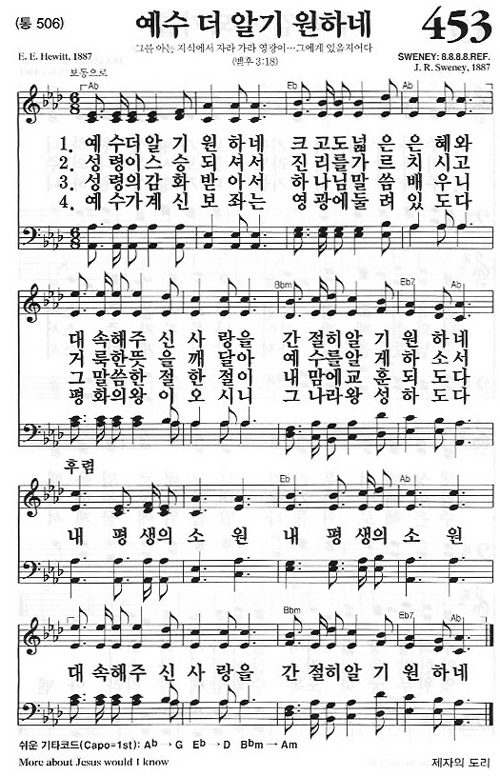 (통 506)
예수 더 알기 원하네
453
그를 아는 지식에서 자라 가라 영광이…그에게 있을지어다
(벧후 3:18)
E. E. Hewitt, 1887
SWENEY: 8.8.8.8.REF.
J. R. Sweney, 1887
보통으로
Ab Eb Ab
1. 예수더알기원하네 크고도넓은은혜와
2. 성령이스승되셔서 진리를가르치시고
3. 성령의감화받아서 하나님말씀배우니
4. 예수가계신보좌는 영광에둘려있도다
Bbm Eb7 Ab
대속해주신사랑을 간절히알기원하네
거룩한뜻을깨달아 예수를알게하소서
그말씀한절한절이 내맘에교훈되도다
평화의왕이오시니 그나라왕성하도다
후렴
Eb Ab
내 평생의소원 내 평생의소원
Bbm Eb7 Ab
대속해주신사랑을 간절히알기원하네
쉬운 기타코드(Capo=1st): Ab → G Eb → D Bbm → Am
More about Jesus would I know
제자의 도리